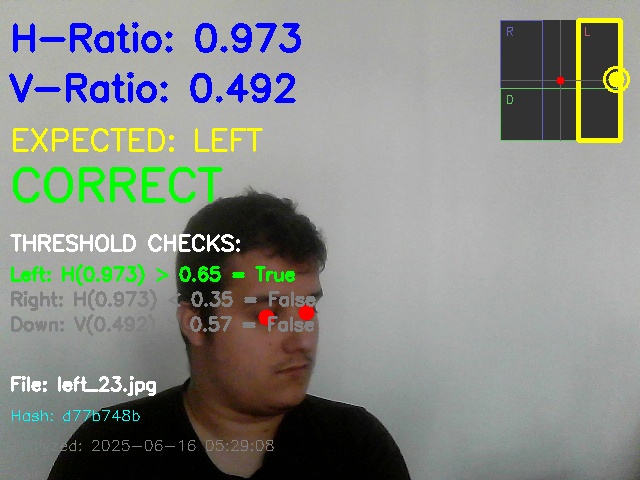 H-Ratio: 0.973
V-Ratio: 0.492
R
L
D
EXPECTED: LEFT
CORRECT
THRESHOLD CHECKS:
Left: H(0.973) > 0.65 = True
Right: H(0.973) < 0.35 = False
Down: V(0.492) 0.57 = False
File: left_23.jpg
Hash: d77b748b
2025-06-16 05:29:08